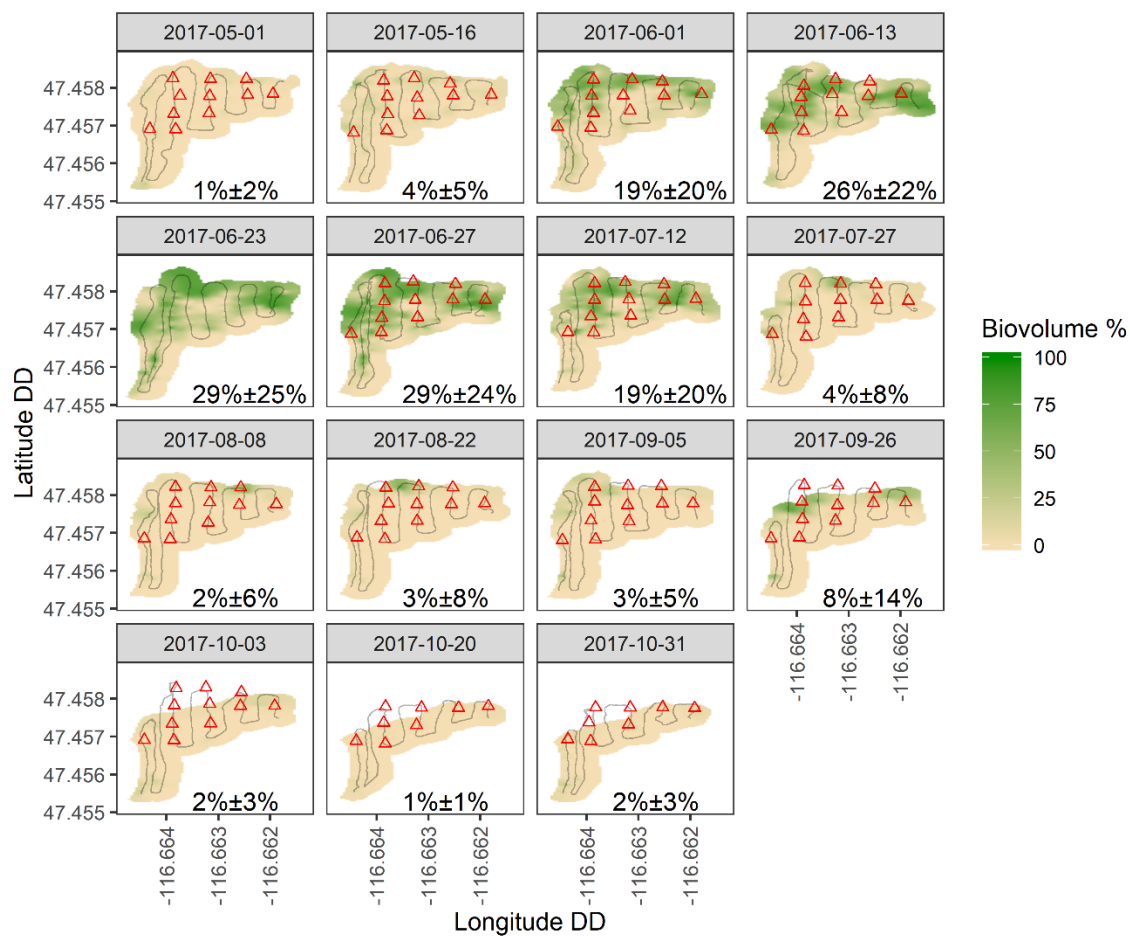 2017-05-01 2017-05-16 2017-06-01 2017-06-13
47.458
47.457
47.456
47.455
1%±2% 4%±5% 19%±20% 26%±22%
2017-06-23 2017-06-27 2017-07-12 2017-07-27
47.458
47.457
47.456
47.455
29%±25% 29%±24% 19%±20% 4%±8%
2017-08-08 2017-08-22 2017-09-05 2017-09-26
47.458
47.457
47.456
47.455
2%±6% 3%±8% 3%±5% 8%±14%
2017-10-03 2017-10-20 2017-10-31
47.458
47.457
47.456
47.455
2%±3% 1%±1% 2%±3%
-116.664 -116.663 -116.662
-116.664 -116.663 -116.662
-116.664 -116.663 -116.662
-116.664 -116.663 -116.662
Longitude DD
Latitude DD
Biovolume %
100
75
50
25
0